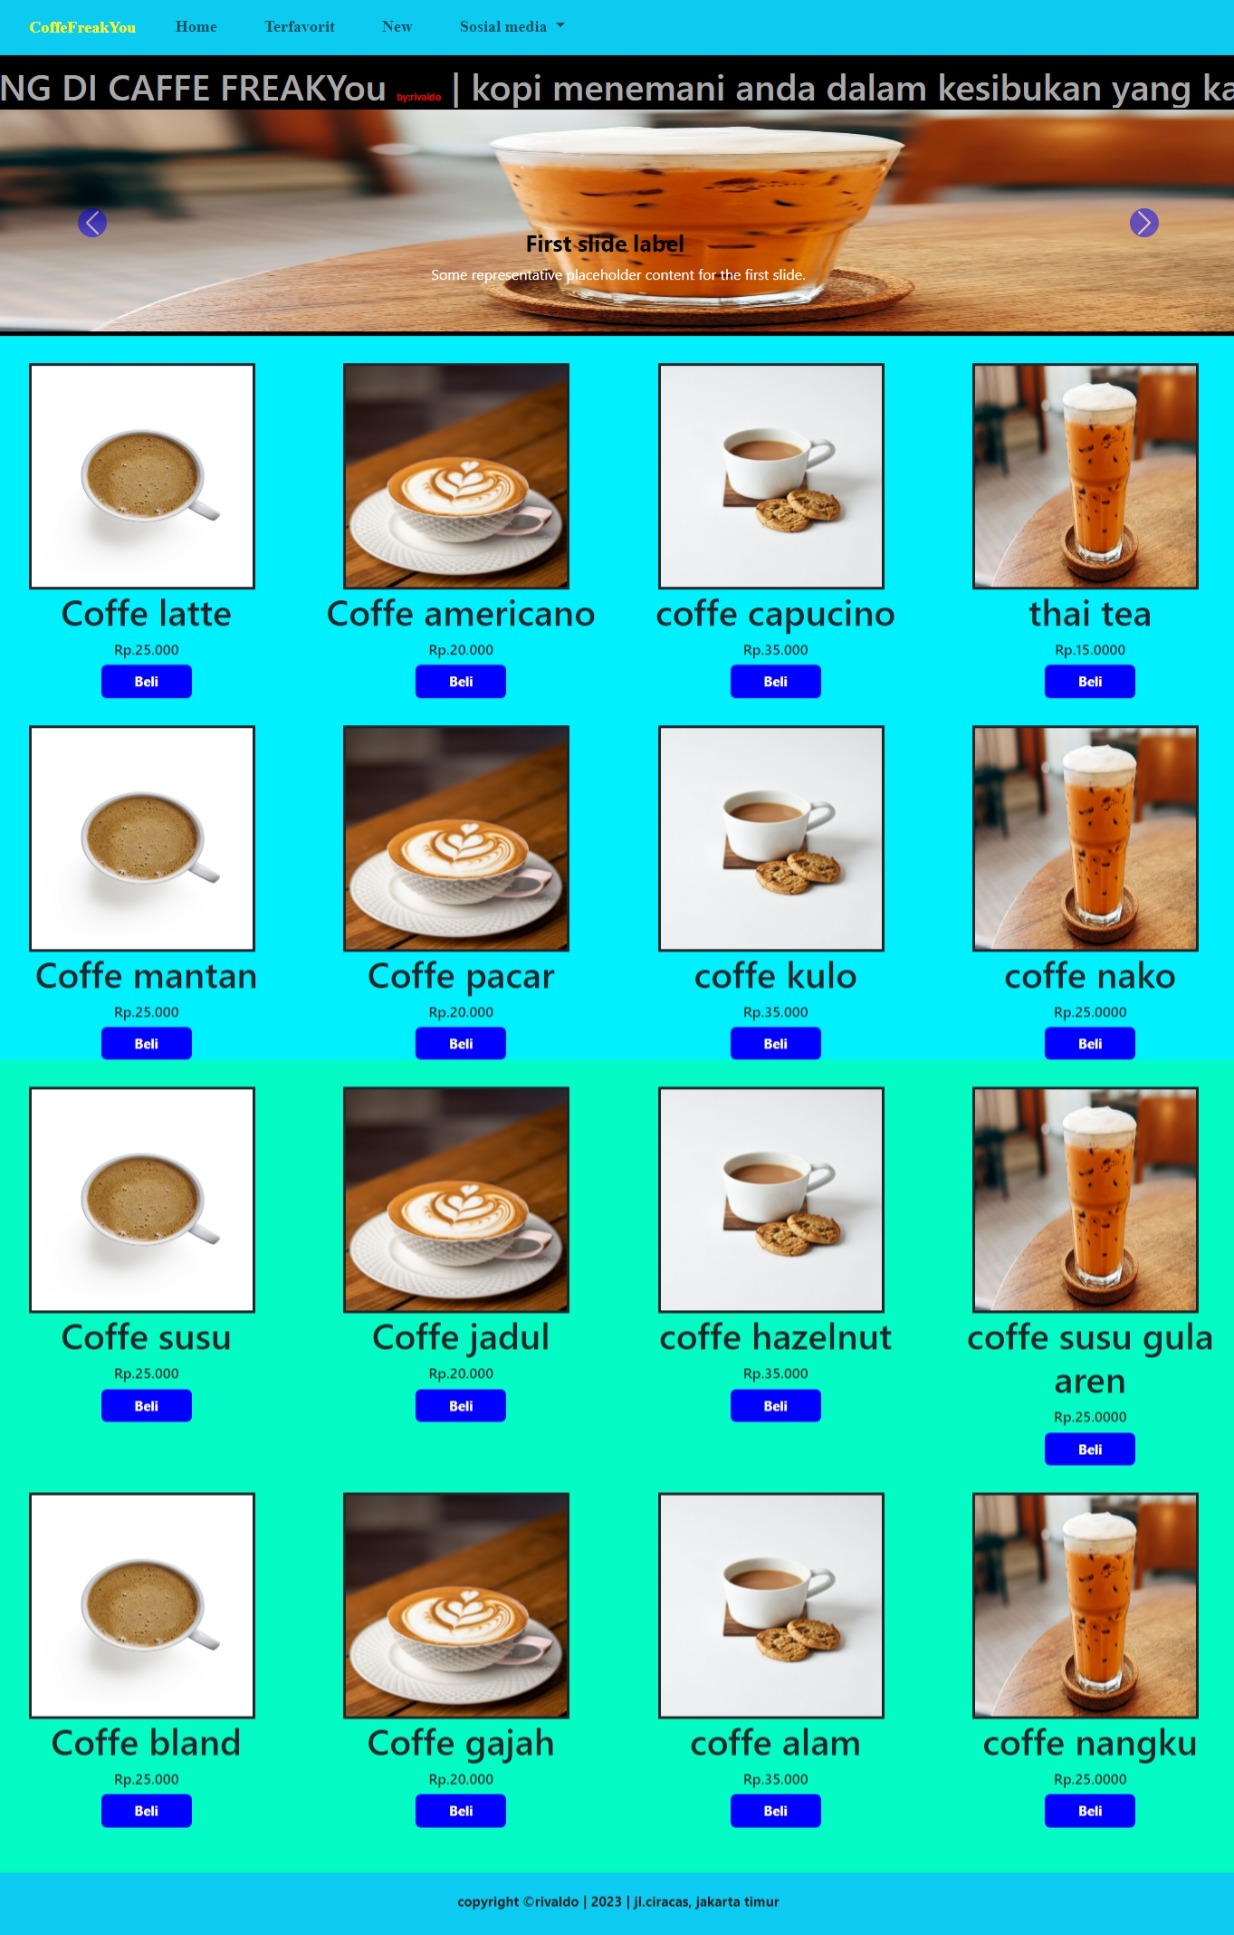 CoffeFreakYou Home Terfavorit New Sosial media
NG DI CAFFE FREAKYou by:rivaldo | kopi menemani anda dalam kesibukan yang ka
First slide label
Some representative placeholder content for the first slide.
Coffe latte Coffe americano coffe capucino thai tea
Rp.25.000 Rp.20.000 Rp.35.000 Rp.15.0000
Beli Beli Beli Beli
Coffe mantan Coffe pacar coffe kulo coffe nako
Rp.25.000 Rp.20.000 Rp.35.000 Rp.25.0000
Beli Beli Beli Beli
Coffe susu Coffe jadul coffe hazelnut coffe susu gula
aren
Rp.25.000 Rp.20.000 Rp.35.000 Rp.25.0000
Beli Beli Beli Beli
Coffe bland Coffe gajah coffe alam coffe nangku
Rp.25.000 Rp.20.000 Rp.35.000 Rp.25.0000
Beli Beli Beli Beli
copyright ©rivaldo | 2023 | jl.ciracas, jakarta timur